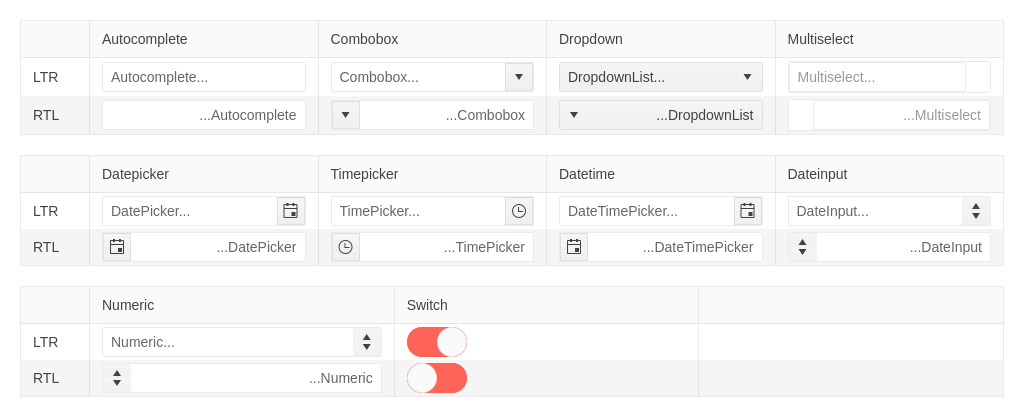 Autocomplete Combobox Dropdown Multiselect
LTR Autocomplete... Combobox... DropdownList... Multiselect...
RTL ...Autocomplete ...Combobox ...DropdownList ...Multiselect
Datepicker Timepicker Datetime Dateinput
LTR DatePicker... TimePicker... DateTimePicker... DateInput...
RTL ...DatePicker ...TimePicker ...DateTimePicker ...DateInput
Numeric Switch
LTR Numeric...
RTL ...Numeric